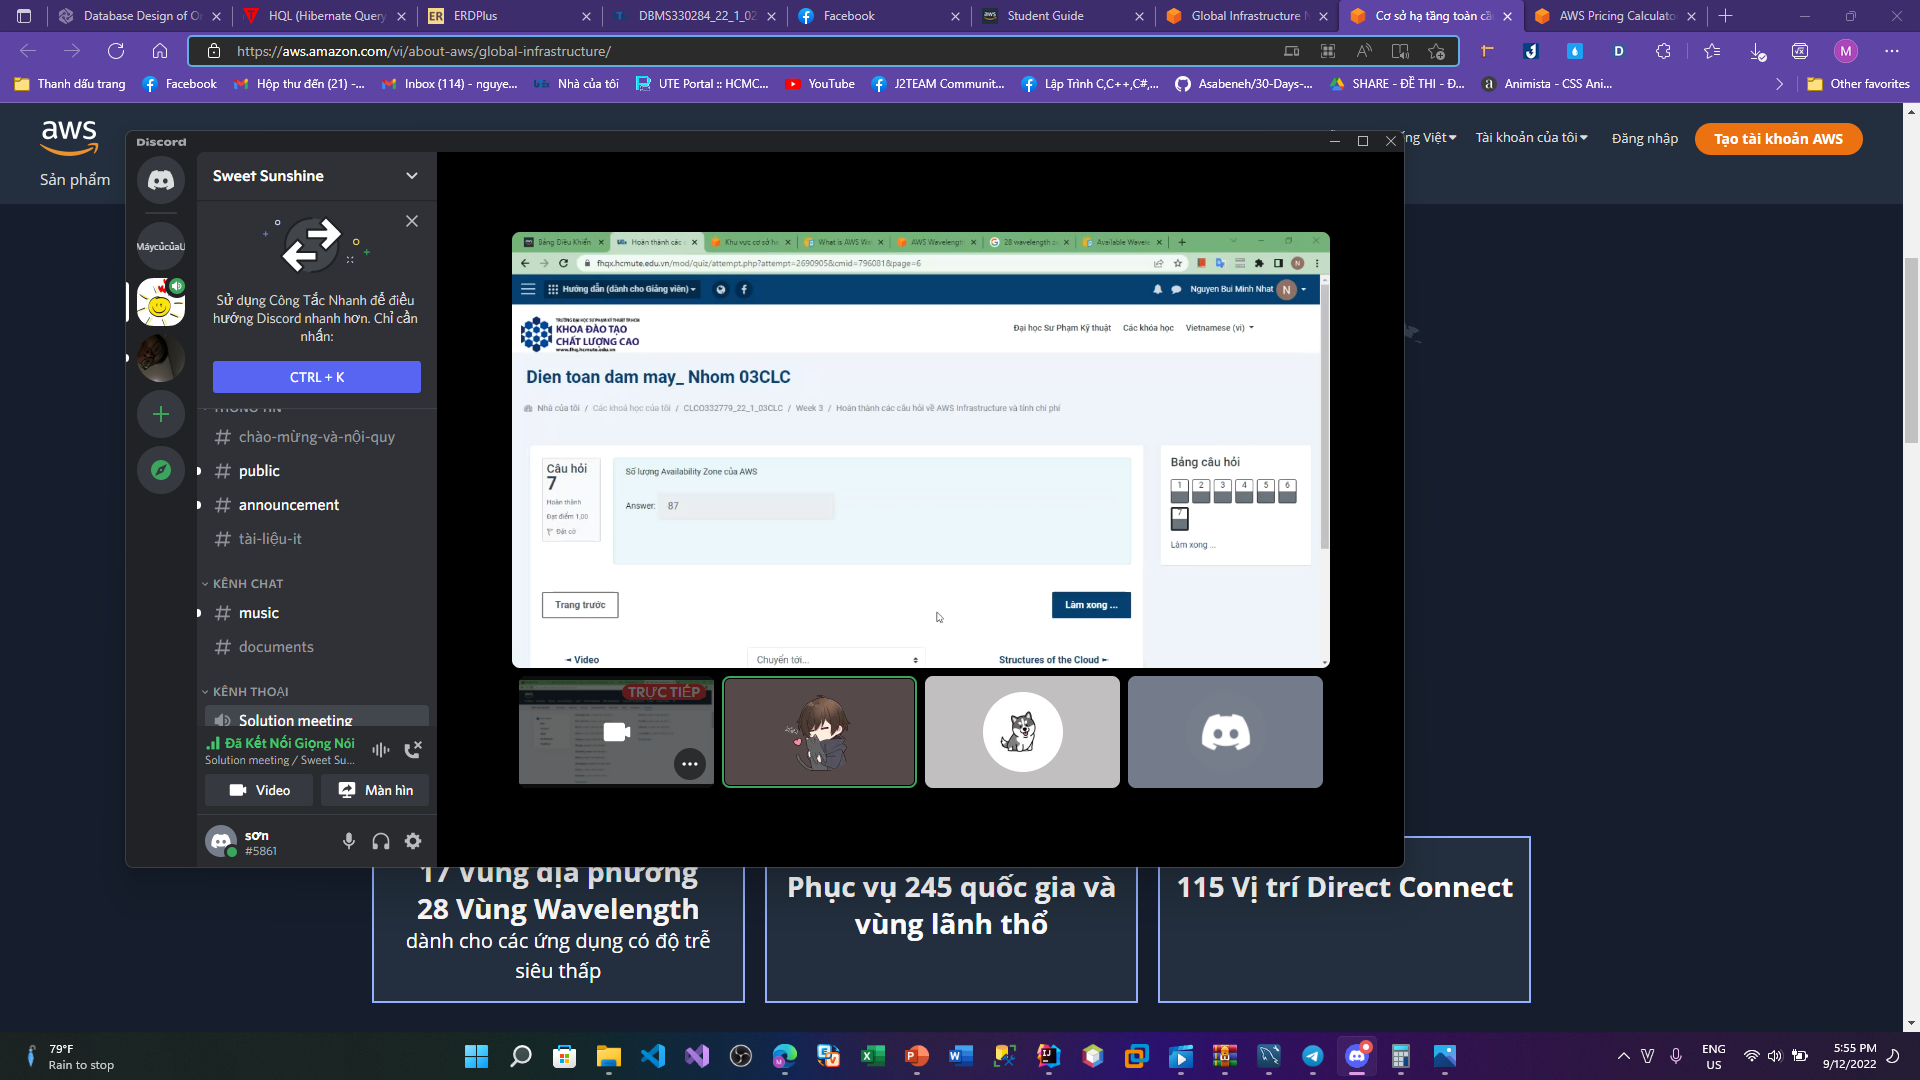 Database Design of Or
HQL (Hibernate Query
ERDPlus
DBMS330284_22_1_02
Facebook
Student Guide
Global Infrastructure
Cơ sở hạ tầng toàn cầ
AWS Pricing Calculato
https://aws.amazon.com/vi/about-aws/global-infrastructure/
Thanh dấu trang
Facebook
Hộp thư đến (21) -...
Inbox (114) - nguye...
Nhà của tôi
UTE Portal :: HCMC...
YouTube
J2TEAM Communit...
Lập Trình C,C++,C#,...
Asabeneh/30-Days-...
SHARE - ĐỀ THI - Đ...
Animista - CSS Ani...
Other favorites
aws
Sản phẩm
ng Việt
Tài khoản của tôi
Đăng nhập
Tạo tài khoản AWS
Discord
MáycủcủaU
Sweet Sunshine
Sử dụng Công Tắc Nhanh để điều
hướng Discord nhanh hơn. Chỉ cần
nhấn:
CTRL + K
THÔNG TIN
chào-mừng-và-nội-quy
public
announcement
tài-liệu-it
KÊNH CHAT
music
documents
KÊNH THOẠI
Solution meeting
Đã Kết Nối Giọng Nói
Solution meeting / Sweet Su...
Video
Màn hìn
sơn
#5861
Bảng Điều Khiển
Hoàn thành các
Khu vực cơ sở hạ
What is AWS Wa
AWS Wavelength
28 wavelength z
Available Wavele
fhqx.hcmute.edu.vn/mod/quiz/attempt.php?attempt=2690905&cmid=796081&page=6
Hướng dẫn (dành cho Giảng viên)
Nguyen Bui Minh Nhat
N
KHOA ĐÀO TẠO
CHẤT LƯỢNG CAO
www.fhq.hcmute.edu.vn
Đại học Sư Phạm Kỹ thuật
Các khóa học
Vietnamese (vi)
Dien toan dam may_ Nhom 03CLC
Nhà của tôi / Các khoá học của tôi / CLCO332779_22_1_03CLC / Week 3 / Hoàn thành các câu hỏi về AWS Infrastructure và tính chi phí
Câu hỏi
7
Hoàn thành
Đạt điểm 1,00
Đặt cờ
Số lượng Availability Zone của AWS
Answer: 87
Bảng câu hỏi
1 2 3 4 5 6
7
Làm xong ...
Trang trước
Làm xong ...
Video
Chuyển tới...
Structures of the Cloud
TRỰC TIẾP
17 Vùng địa phương
28 Vùng Wavelength
dành cho các ứng dụng có độ trễ
siêu thấp
Phục vụ 245 quốc gia và
vùng lãnh thổ
115 Vị trí Direct Connect
79°F
Rain to stop
ENG
US
5:55 PM
9/12/2022